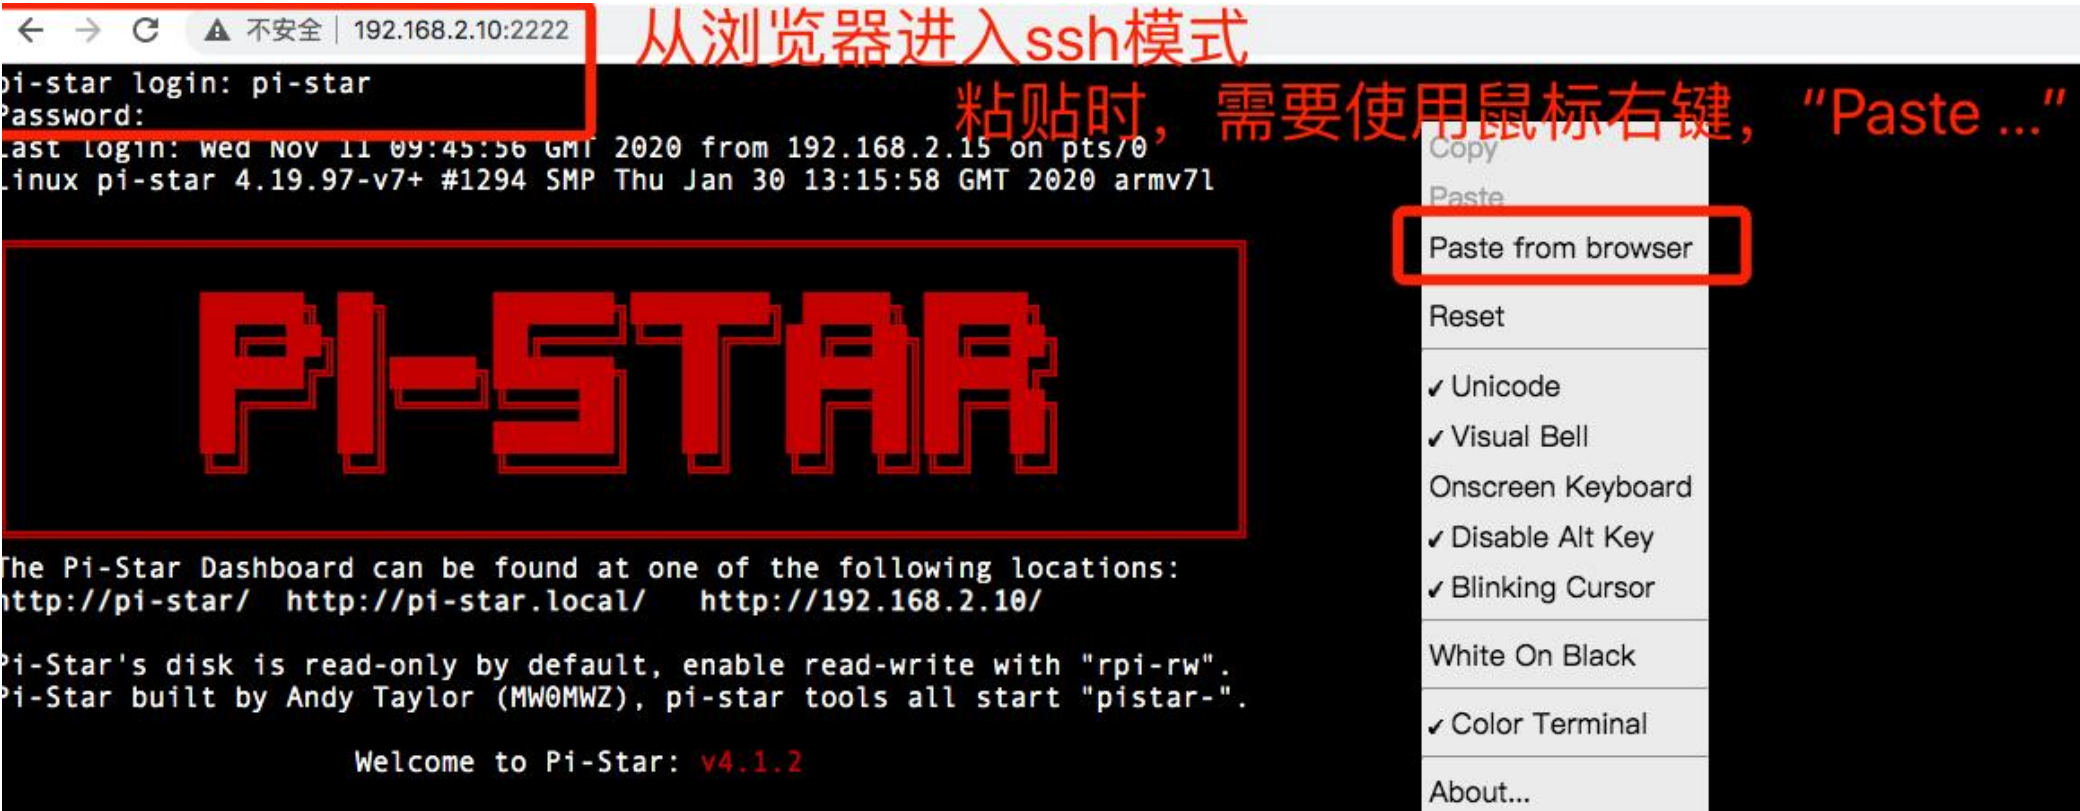 不安全 | 192.168.2.10:2222
从浏览器进入ssh模式
粘贴时，需要使用鼠标右键，“Paste ...”
pi-star login: pi-star
Password:
Last login: Wed Nov 11 09:45:56 GMT 2020 from 192.168.2.15 on pts/0
Linux pi-star 4.19.97-v7+ #1294 SMP Thu Jan 30 13:15:58 GMT 2020 armv7l
PI-STAR
The Pi-Star Dashboard can be found at one of the following locations:
http://pi-star/ http://pi-star.local/ http://192.168.2.10/
Pi-Star's disk is read-only by default, enable read-write with "rpi-rw".
Pi-Star built by Andy Taylor (MW0MWZ), pi-star tools all start "pistar-".
Welcome to Pi-Star: v4.1.2
Copy
Paste
Paste from browser
Reset
✓ Unicode
✓ Visual Bell
Onscreen Keyboard
✓ Disable Alt Key
✓ Blinking Cursor
White On Black
✓ Color Terminal
About...